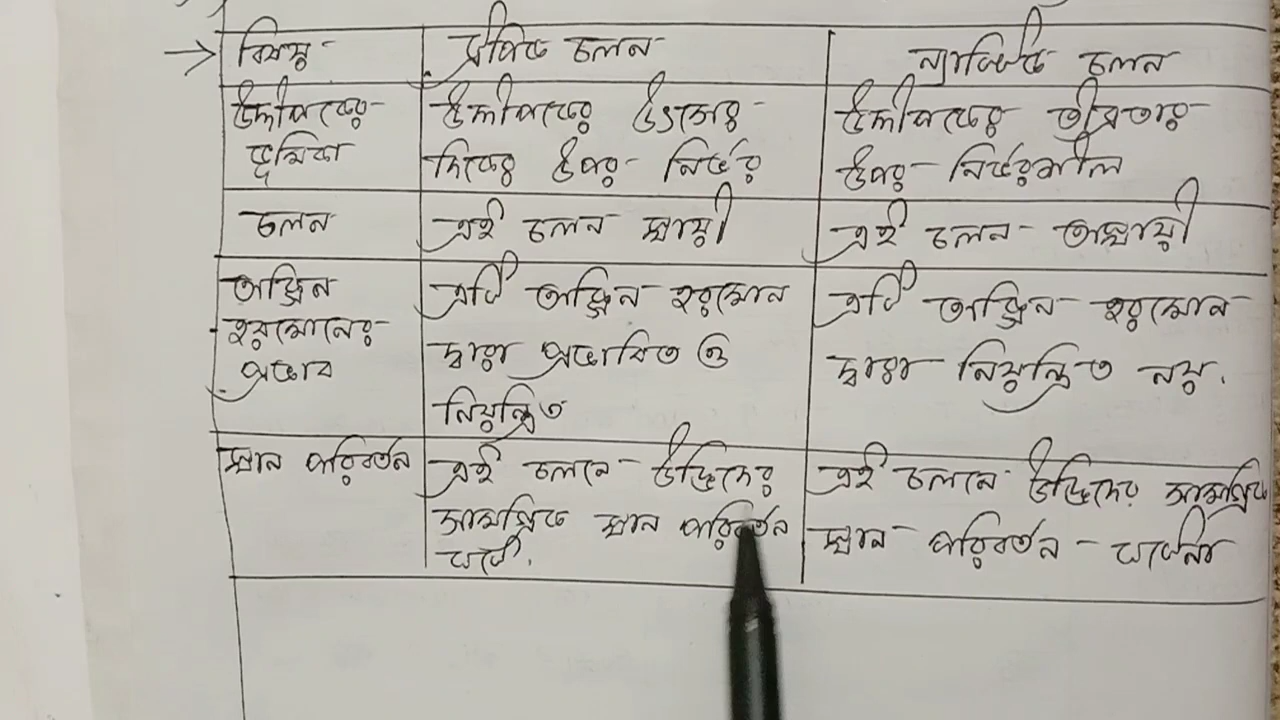 বিষয় ট্রপিক চলন ন্যাস্টিক চলন
উদ্দীপকের ভূমিকা
উদ্দীপকের উৎসের
দিকের উপর নির্ভর
উদ্দীপকের তীব্রতার
উপর নির্ভরশীল
চলন এই চলন স্থায়ী এই চলন অস্থায়ী
অক্সিন
হরমোনের
প্রভাব
এটি অক্সিন হরমোন
দ্বারা প্রভাবিত ও
নিয়ন্ত্রিত
এটি অক্সিন হরমোন
দ্বারা নিয়ন্ত্রিত নয়.
স্থান পরিবর্তন
এই চলনে উদ্ভিদের
সামগ্রিক স্থান পরিবর্তন
ঘটে.
এই চলনে উদ্ভিদের সামগ্রিক
স্থান পরিবর্তন ঘটেনা